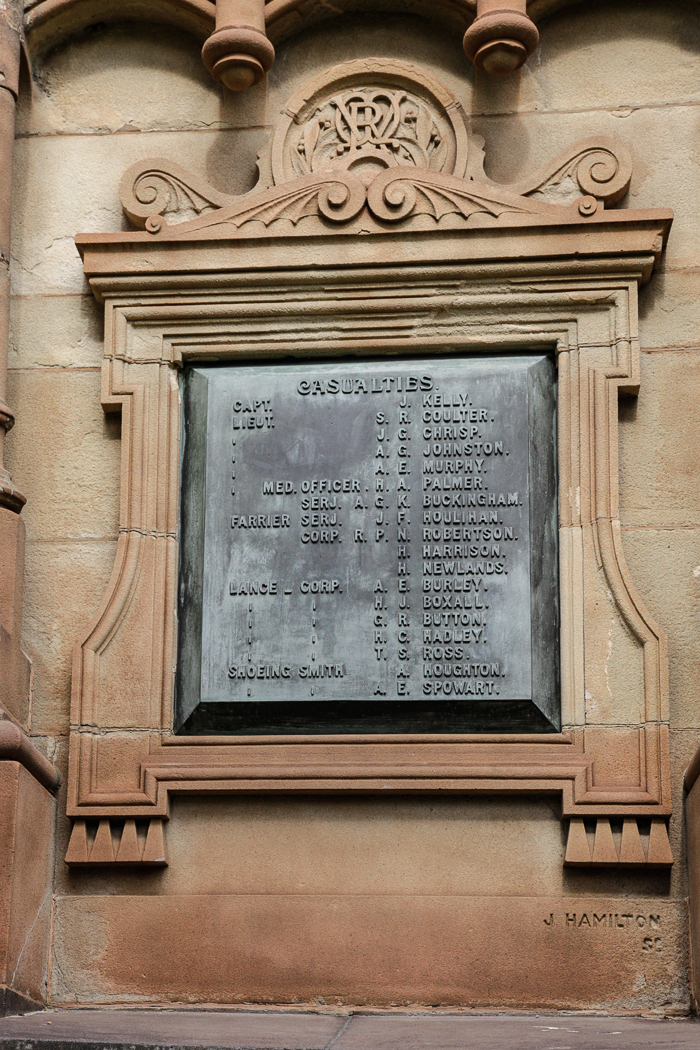 VRI
CASUALTIES.
CAPT. J. KELLY.
LIEUT. S. R. COULTER.
" J. G. CHRISP.
" A. G. JOHNSTON.
" A. E. MURPHY.
" MED. OFFICER. H. A. PALMER.
SERJ. A. G. K. BUCKINGHAM.
FARRIER SERJ. J. F. HOULIHAN.
CORP. R. P. N. ROBERTSON.
H. HARRISON.
H. NEWLANDS.
LANCE - CORP. A. E. BURLEY.
" " H. J. BOXALL.
" " G. R. BUTTON.
" " H. C. HADLEY.
" " T. S. ROSS.
SHOEING SMITH A. HOUGHTON.
" " A. E. SPOWART.
J HAMILTON
SC